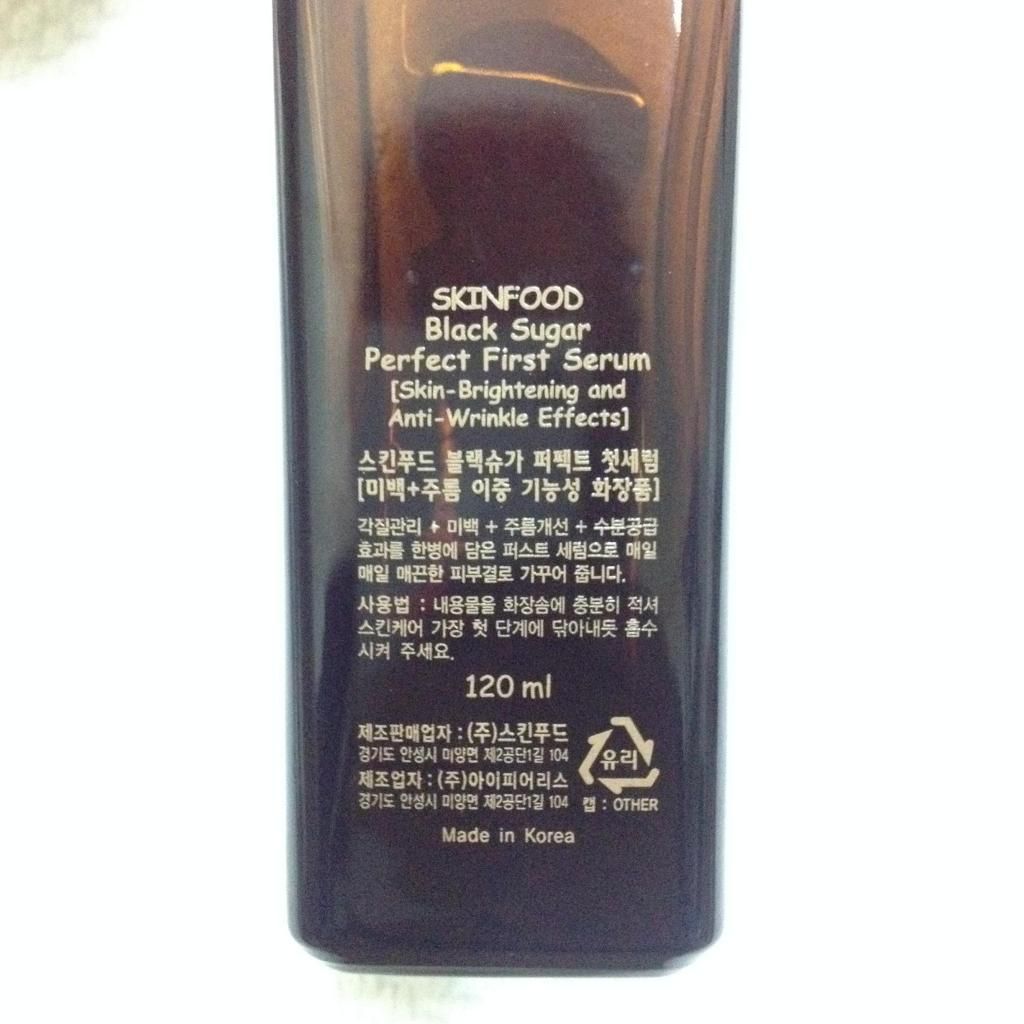 SKINFOOD
Black Sugar
Perfect First Serum
[Skin-Brightening and
Anti-Wrinkle Effects]
스킨푸드 블랙슈가 퍼펙트 첫세럼
[미백+주름 이중 기능성 화장품]
각질관리 + 미백 + 주름개선 + 수분공급
효과를 한병에 담은 퍼스트 세럼으로 매일
매일 매끈한 피부결로 가꾸어 줍니다.
사용법 : 내용물을 화장솜에 충분히 적셔
스킨케어 가장 첫 단계에 닦아내듯 흡수
시켜 주세요.
120 ml
제조판매업자 : (주)스킨푸드
경기도 안성시 미양면 제2공단1길 104
제조업자 : (주)아이피어리스
경기도 안성시 미양면 제2공단1길 104
유리
캡 : OTHER
Made in Korea